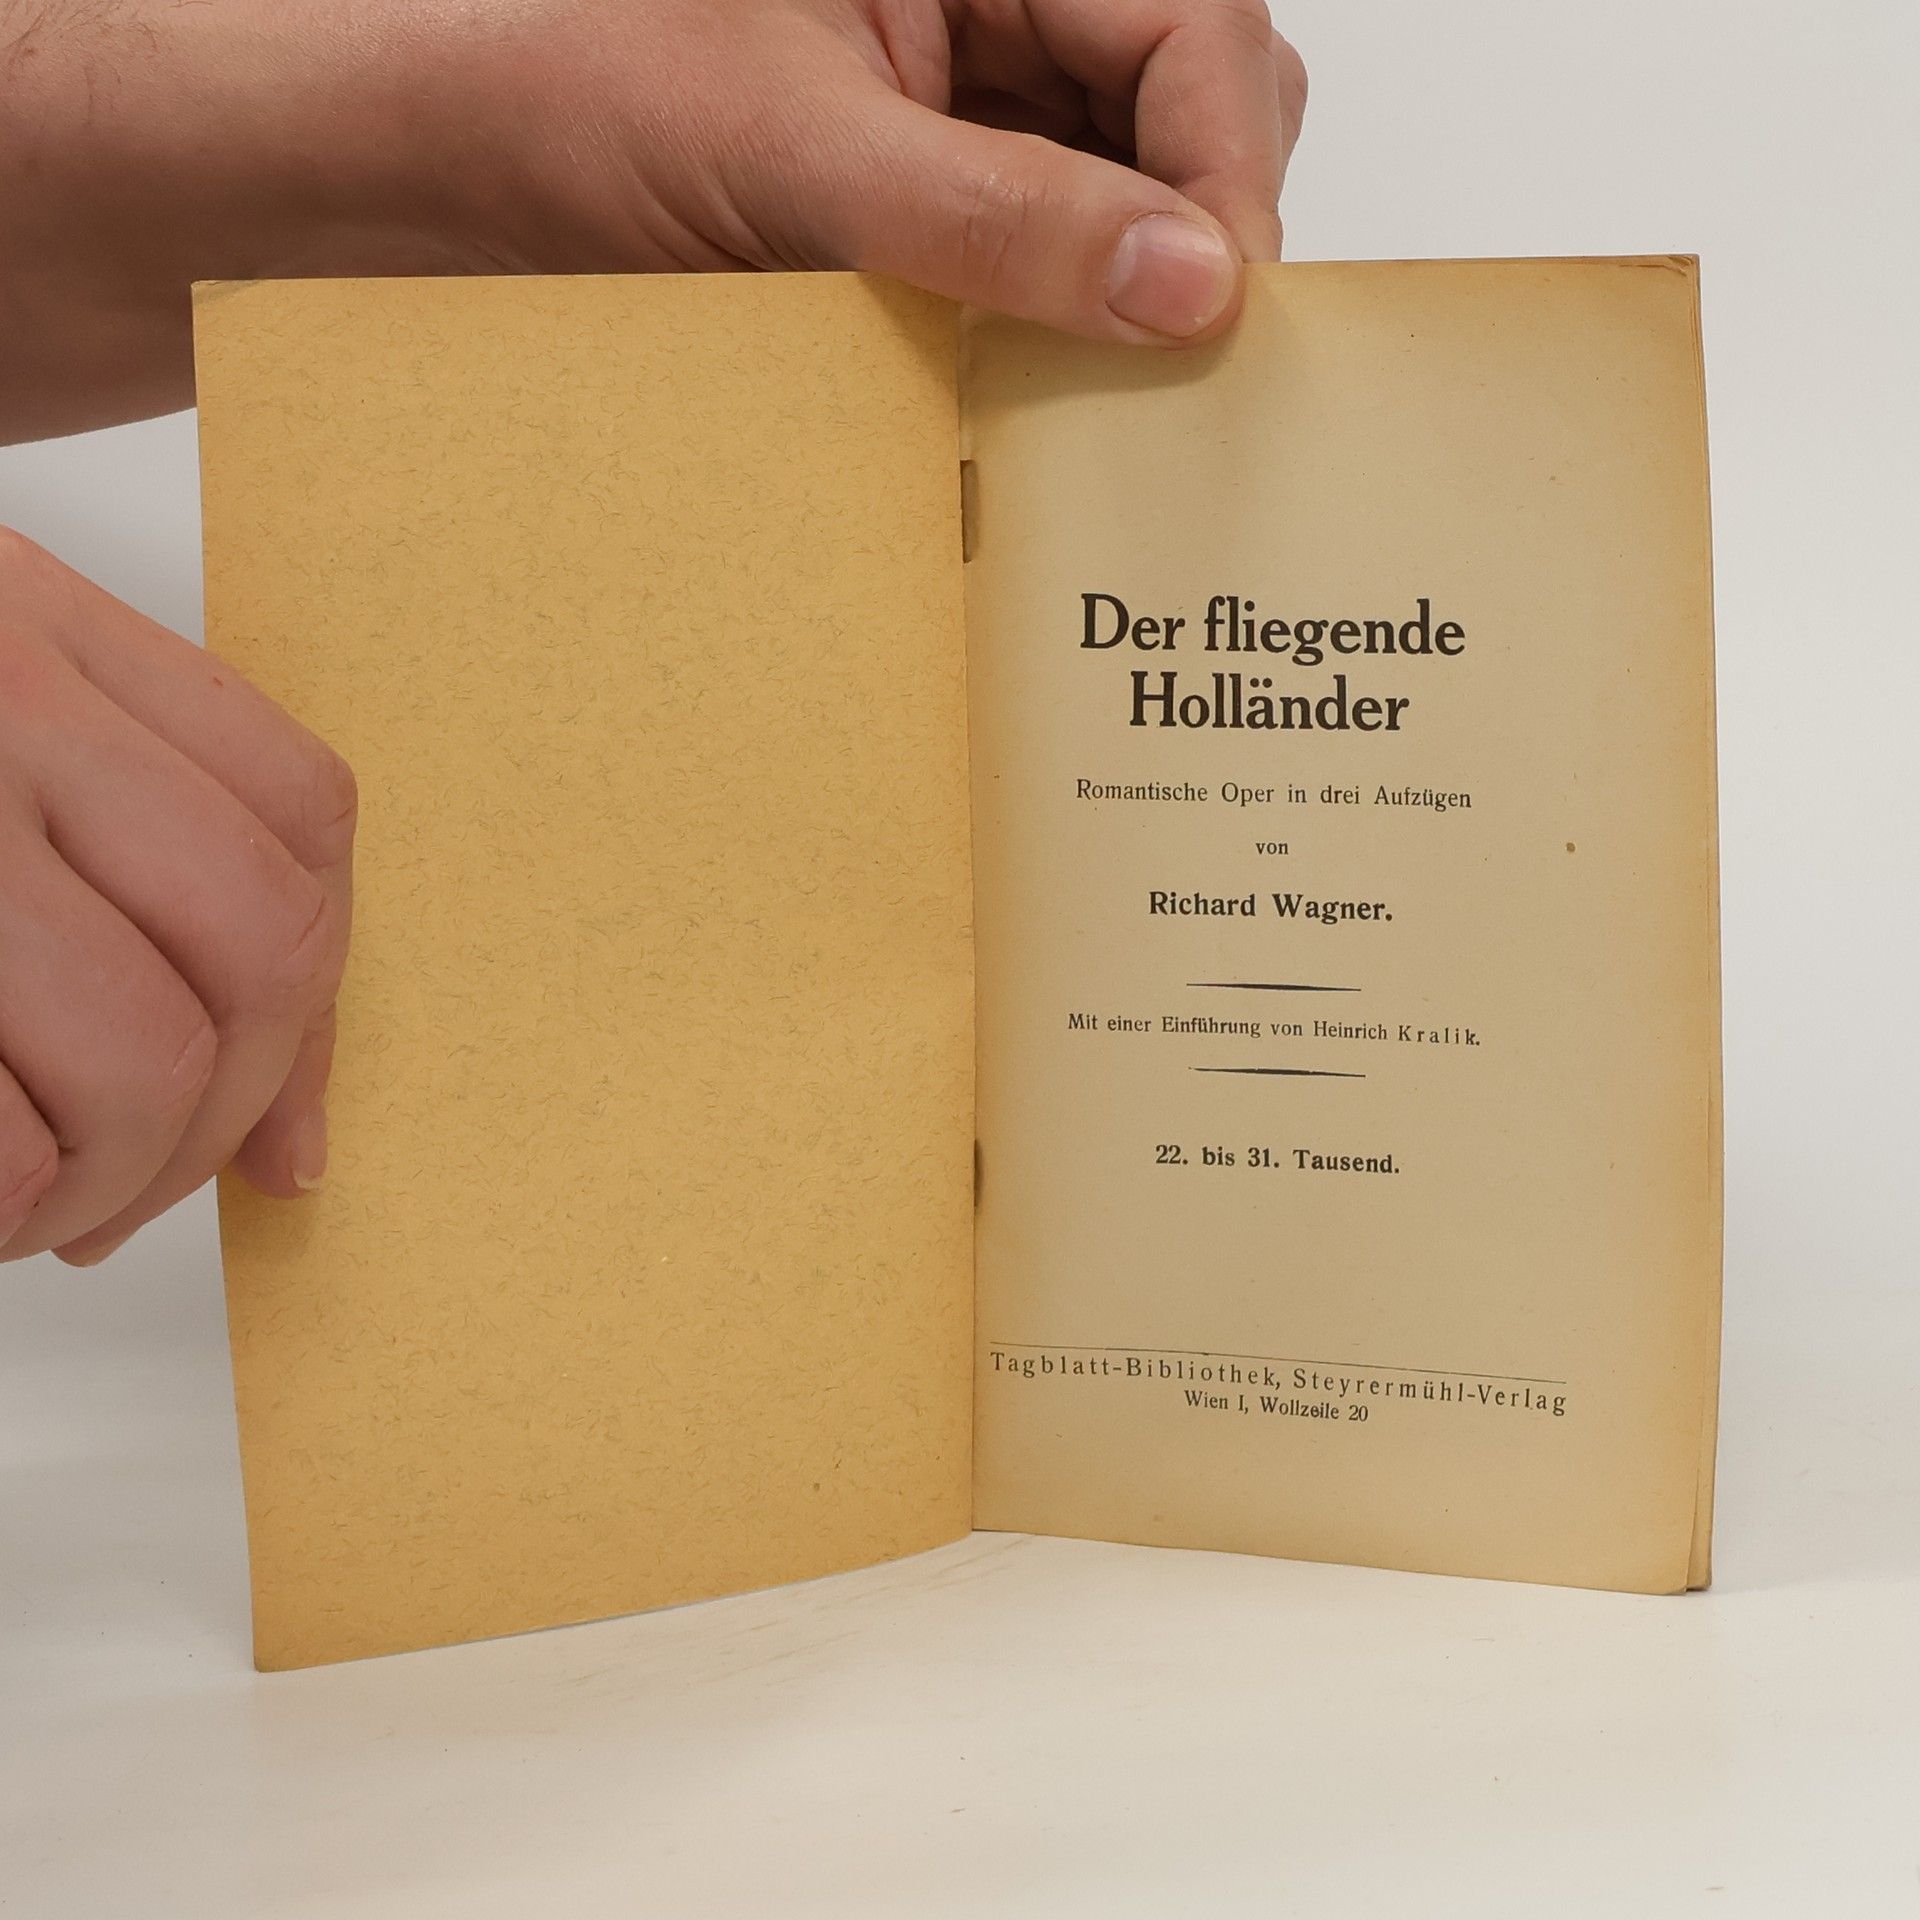 Der fliegende
Holländer
Romantische Oper in drei Aufzügen
von
Richard Wagner.
Mit einer Einführung von Heinrich Kralik.
22. bis 31. Tausend.
Tagblatt-Bibliothek, Steyrermühl-Verlag
Wien I, Wollzeile 20